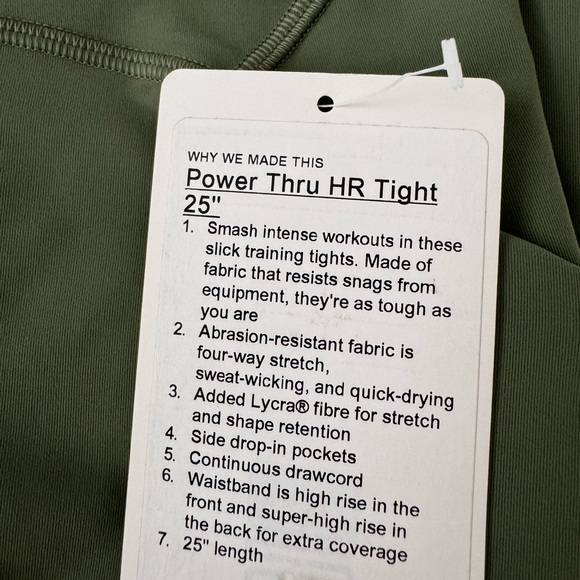 WHY WE MADE THIS
Power Thru HR Tight
25"
1. Smash intense workouts in these
slick training tights. Made of
fabric that resists snags from
equipment, they're as tough as
you are
2. Abrasion-resistant fabric is
four-way stretch,
sweat-wicking, and quick-drying
3. Added Lycra® fibre for stretch
and shape retention
4. Side drop-in pockets
5. Continuous drawcord
6. Waistband is high rise in the
front and super-high rise in
the back for extra coverage
7. 25" length